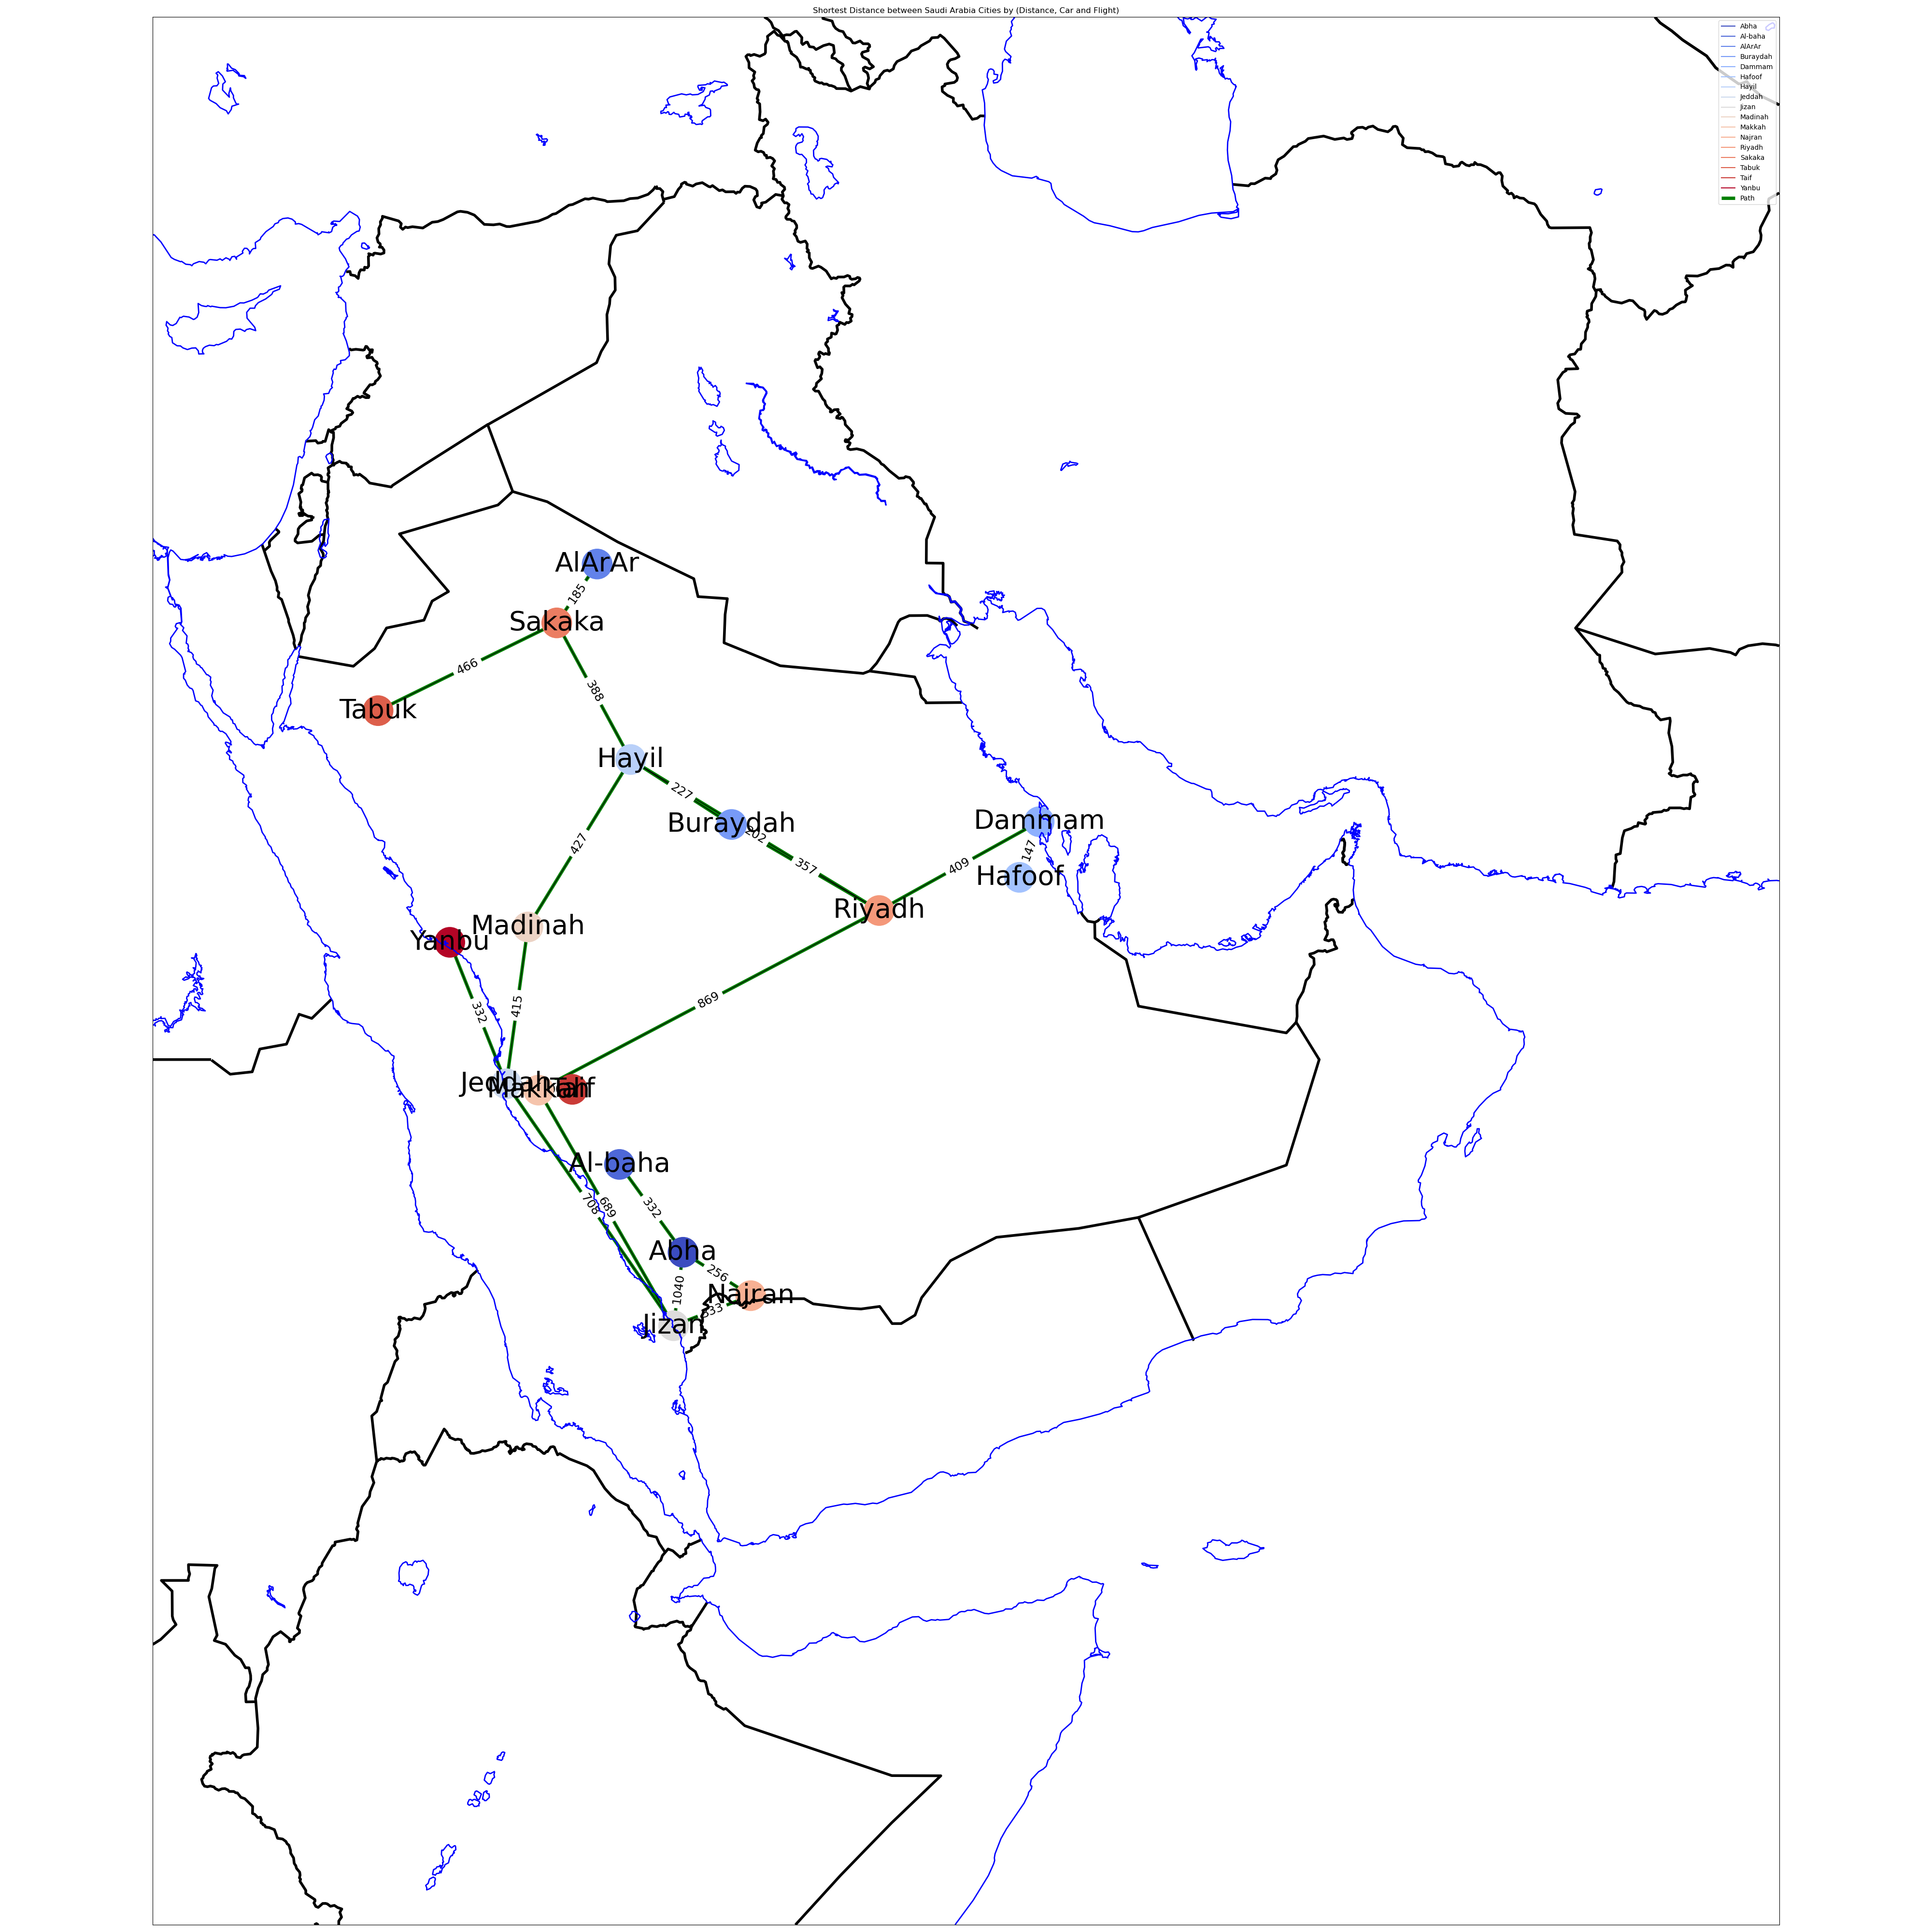 Shortest Distance between Saudi Arabia Cities by (Distance, Car and Flight)
Abha
Al-baha
AlArAr
Buraydah
Dammam
Hafoof
Hayil
Jeddah
Jizan
Madinah
Makkah
Najran
Riyadh
Sakaka
Tabuk
Taif
Yanbu
Path
AlArAr
185
Sakaka
466
388
Tabuk
Hayil
227
Buraydah
202
Dammam
427
147
357
409
Hafoof
Riyadh
Madinah
Yanbu
869
415
332
Jeddah
Makkah
Taif
Al-baha
332
689
708
Abha
256
1040
Najran
333
Jizan